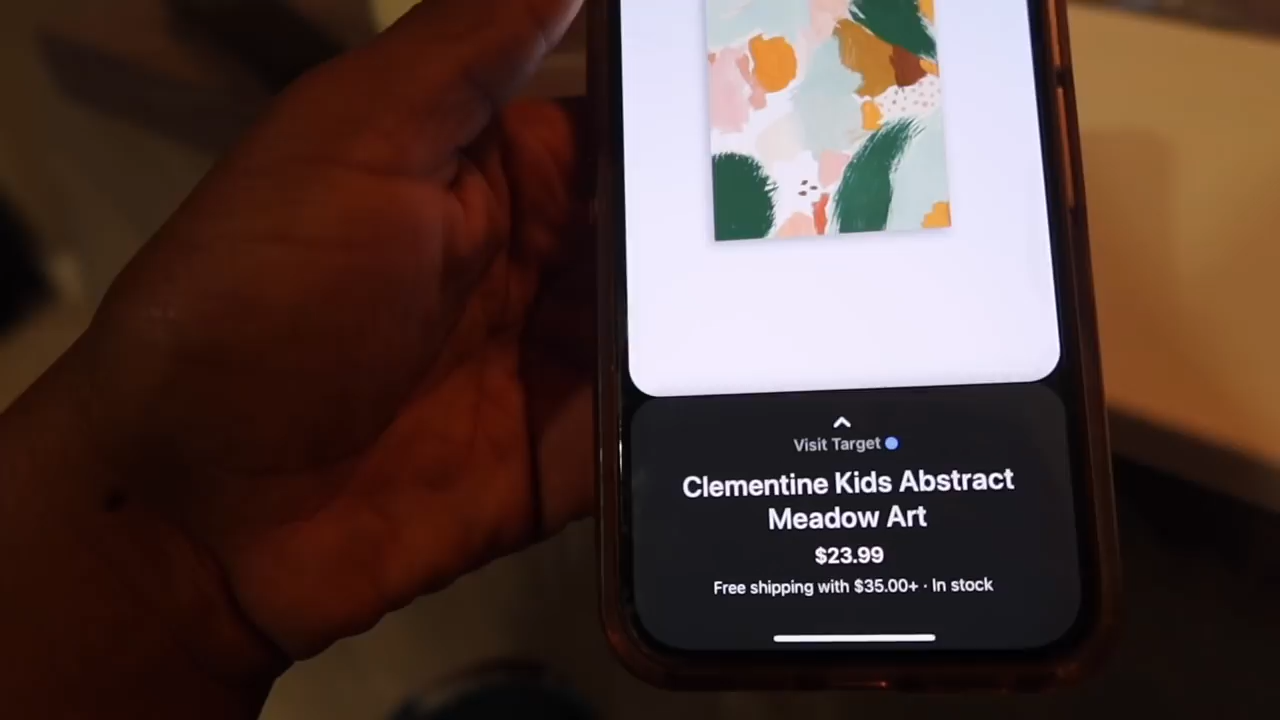 Visit Target
Clementine Kids Abstract
Meadow Art
$23.99
Free shipping with $35.00+ · In stock